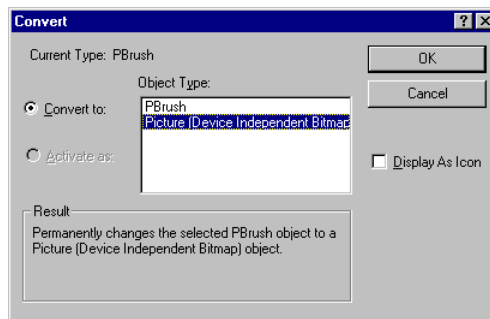 Convert
Current Type: PBrush
OK
Cancel
Object Type:
Convert to:
PBrush
Picture (Device Independent Bitmap
Activate as:
Display As Icon
Result
Permanently changes the selected PBrush object to a
Picture (Device Independent Bitmap) object.